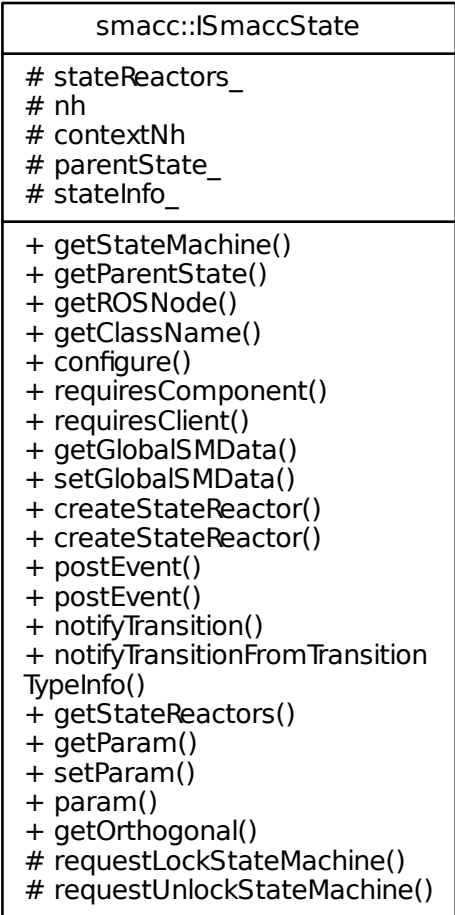 smacc::ISmaccState
# stateReactors_
# nh
# contextNh
# parentState_
# stateInfo_
+ getStateMachine()
+ getParentState()
+ getROSNode()
+ getClassName()
+ configure()
+ requiresComponent()
+ requiresClient()
+ getGlobalSMData()
+ setGlobalSMData()
+ createStateReactor()
+ createStateReactor()
+ postEvent()
+ postEvent()
+ notifyTransition()
+ notifyTransitionFromTransition
TypeInfo()
+ getStateReactors()
+ getParam()
+ setParam()
+ param()
+ getOrthogonal()
# requestLockStateMachine()
# requestUnlockStateMachine()